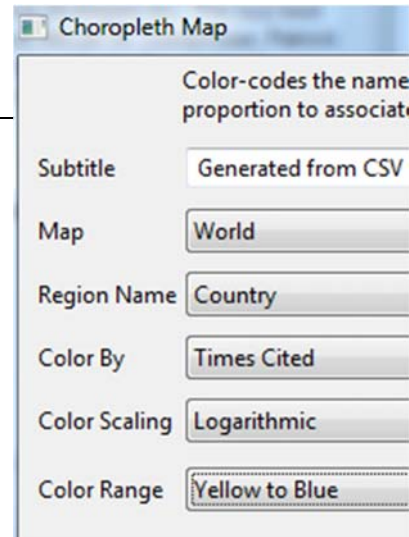 Choropleth Map
Color-codes the name
proportion to associate
Subtitle Generated from CSV
Map World
Region Name Country
Color By Times Cited
Color Scaling Logarithmic
Color Range Yellow to Blue